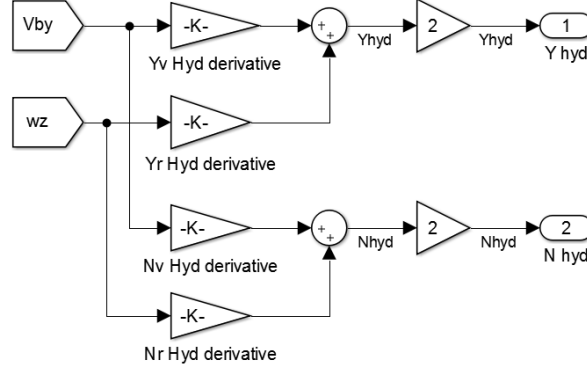 Vby
-K-
Yv Hyd derivative
+
+
Yhyd
2
Yhyd
1
Y hyd
wz
-K-
Yr Hyd derivative
-K-
Nv Hyd derivative
+
+
Nhyd
2
Nhyd
2
N hyd
-K-
Nr Hyd derivative